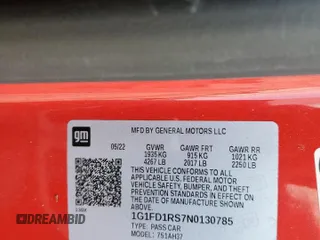 gm
MFD BY GENERAL MOTORS LLC
05/22 GVWR GAWR FRT GAWR RR
1935 KG 915 KG 1021 KG
4267 LB 2017 LB 2250 LB
THIS VEHICLE CONFORMS TO ALL
APPLICABLE U.S. FEDERAL MOTOR
VEHICLE SAFETY, BUMPER, AND THEFT
PREVENTION STANDARDS IN EFFECT ON
THE DATE OF MANUFACTURE SHOWN
ABOVE.
1G1FD1RS7N0130785
TYPE: PASS CAR
MODEL: 751AH37
DREAMBID